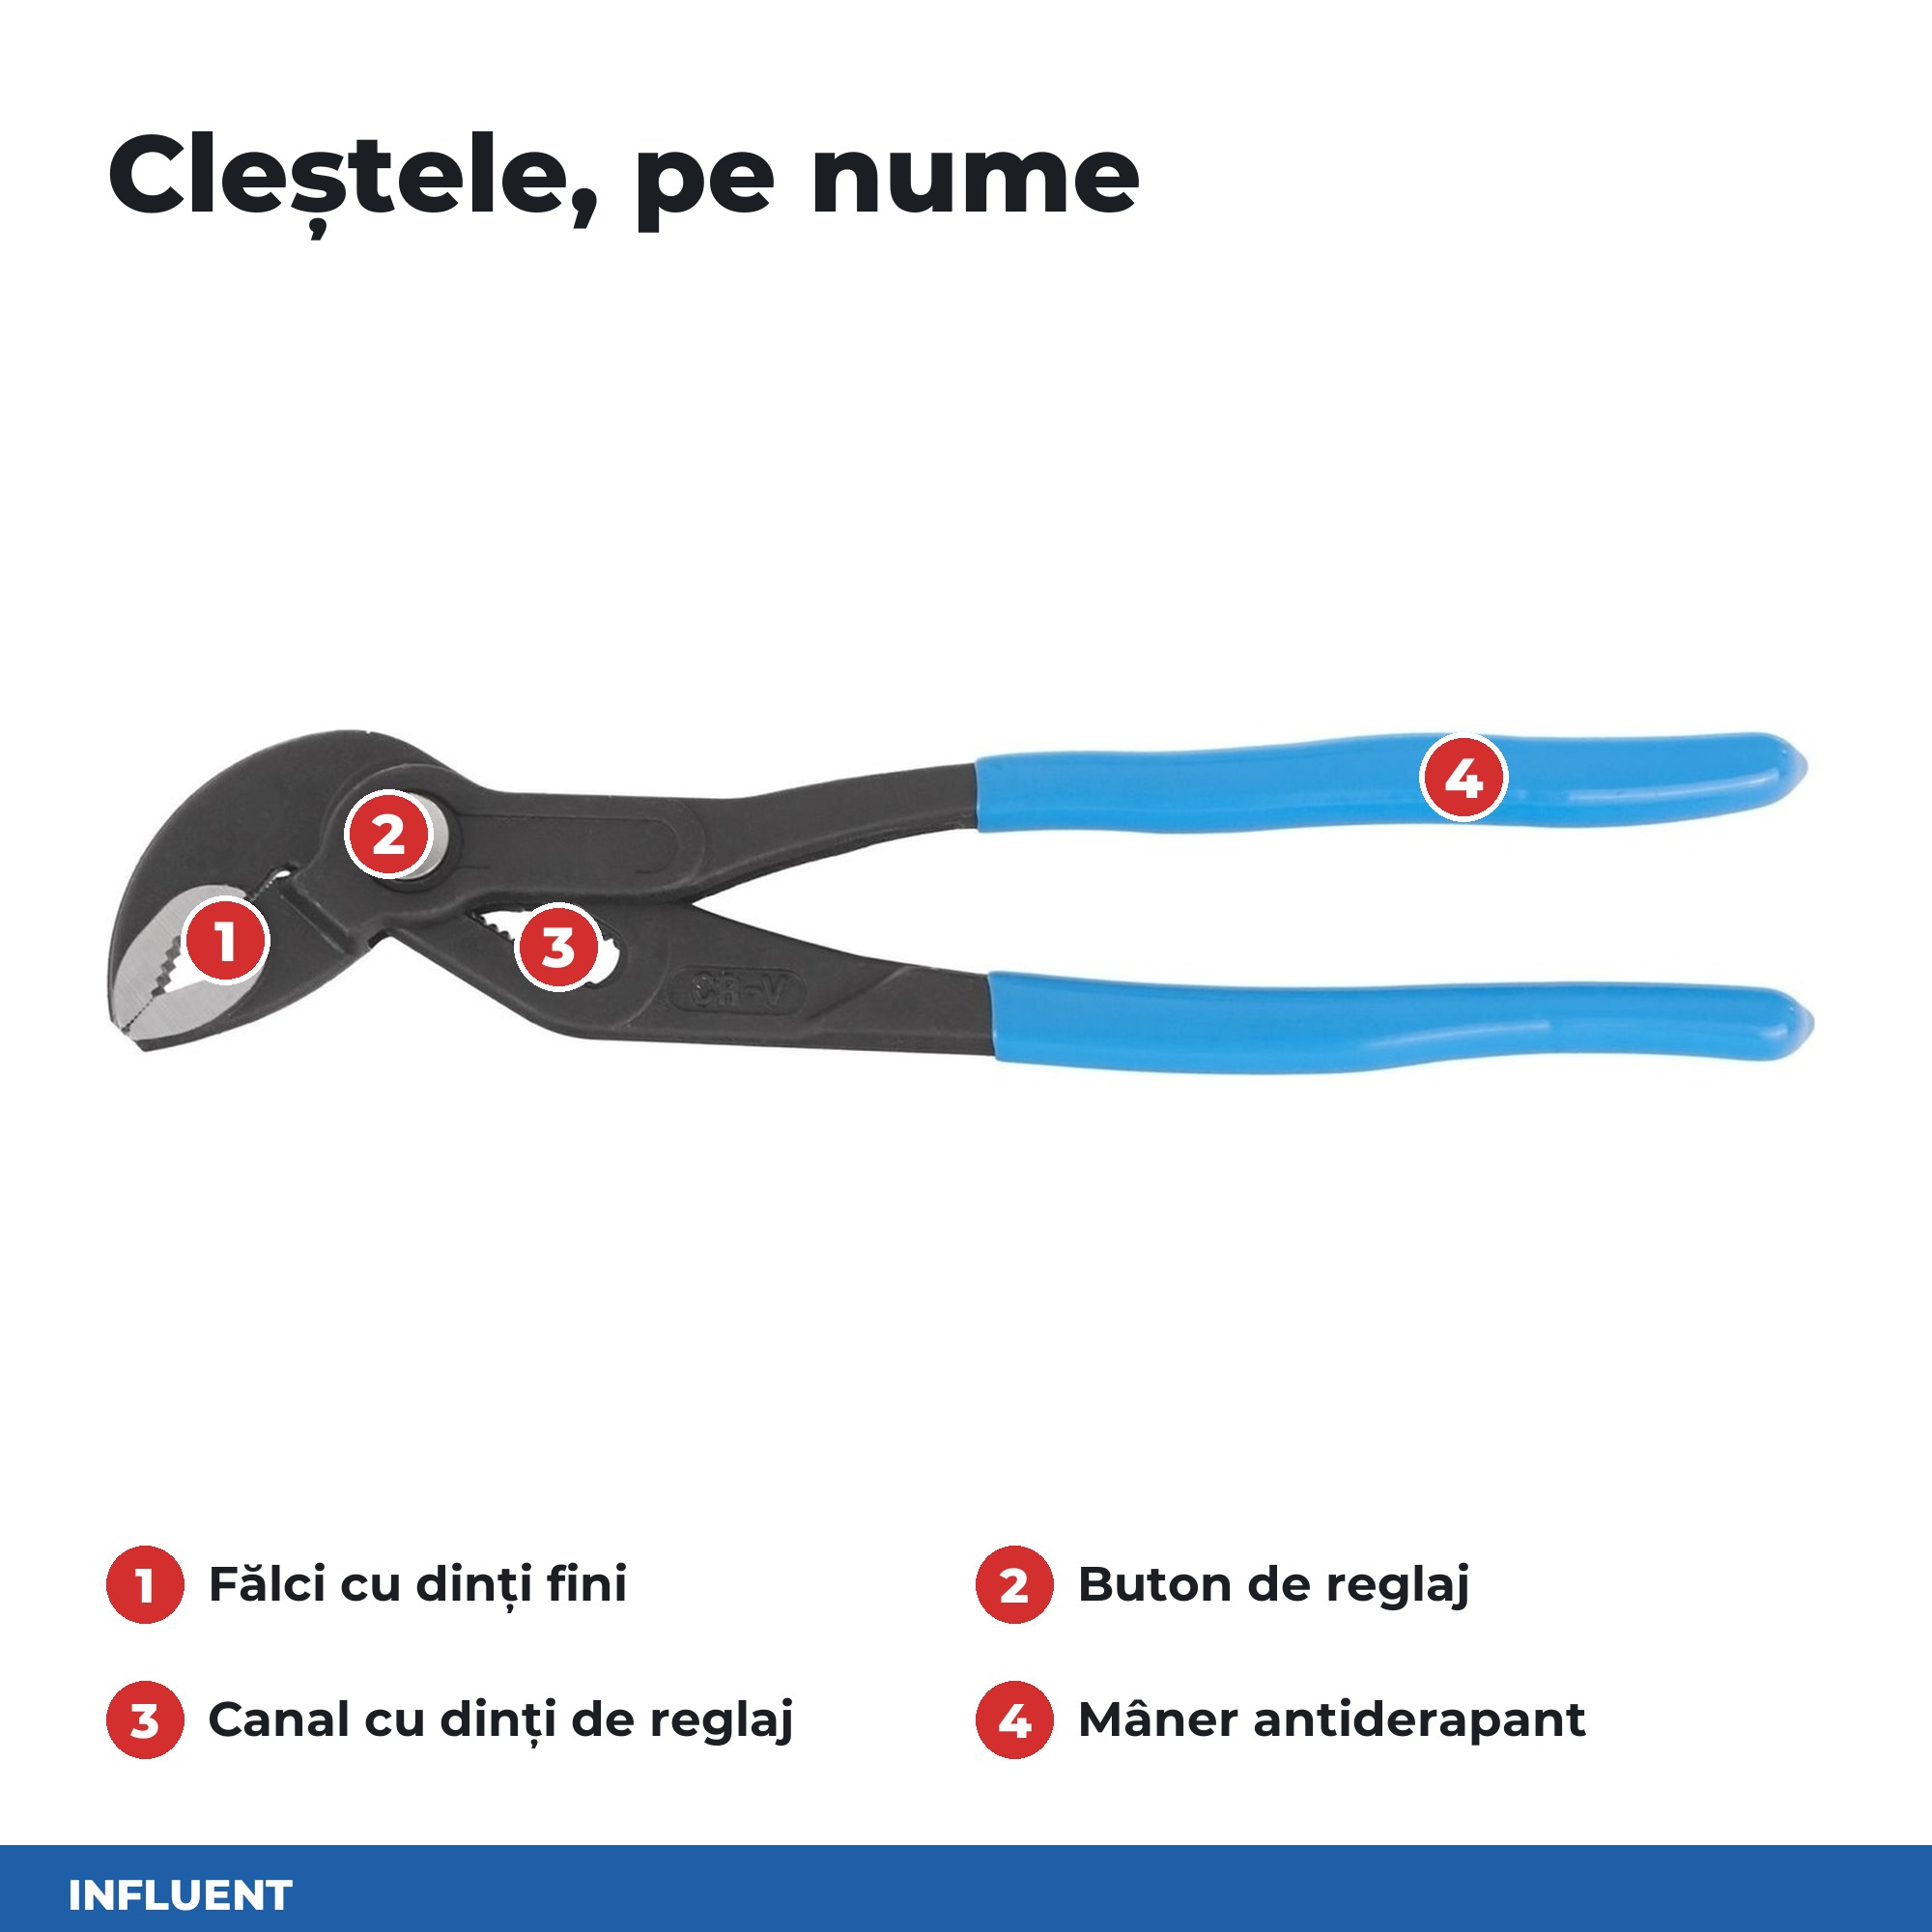 Cleștele, pe nume
2
4
1
3
CR-V
1 Fălci cu dinți fini
2 Buton de reglaj
3 Canal cu dinți de reglaj
4 Mâner antiderapant
INFLUENT